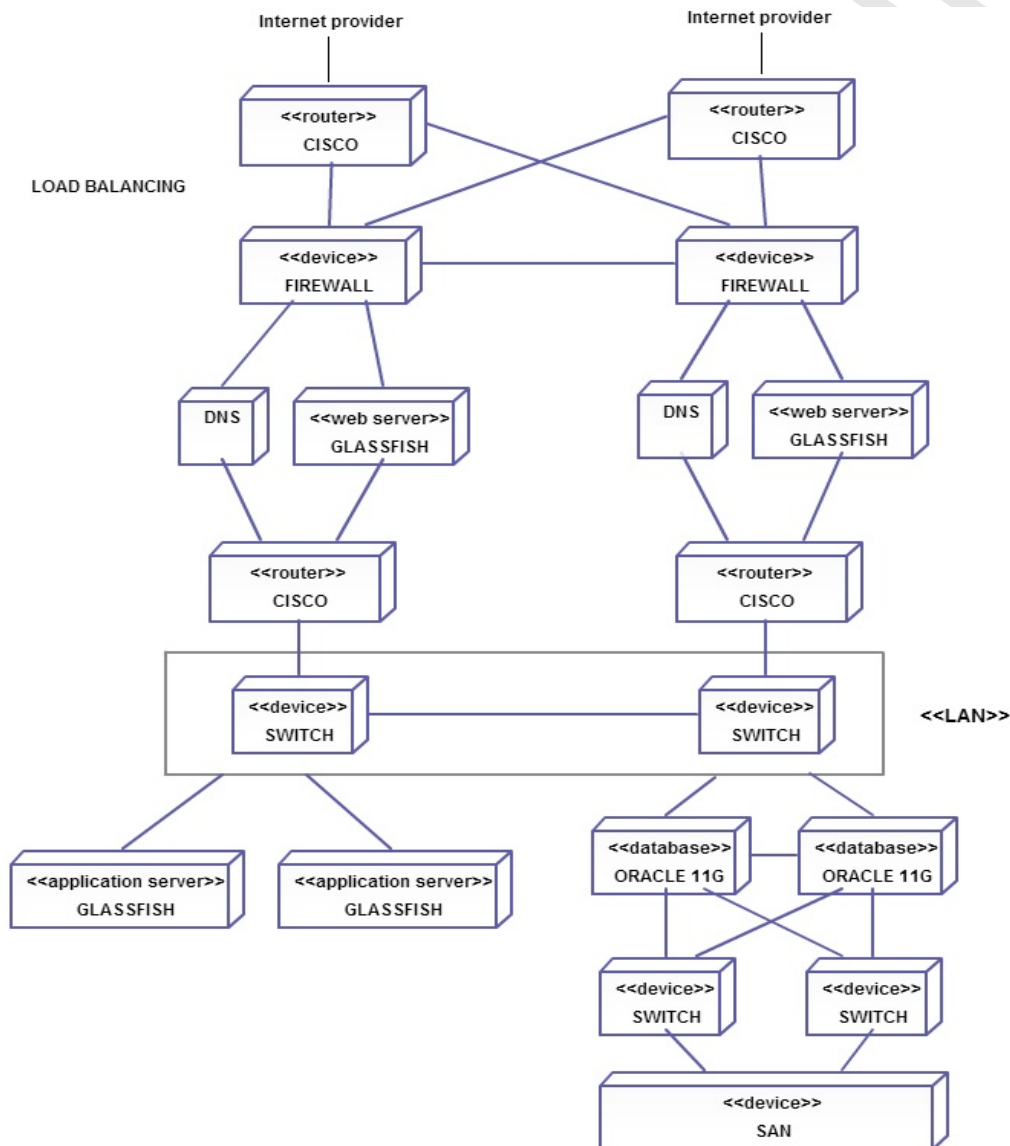 Internet provider
Internet provider
<<router>>
CISCO
<<router>>
CISCO
LOAD BALANCING
<<device>>
FIREWALL
<<device>>
FIREWALL
DNS
<<web server>>
GLASSFISH
DNS
<<web server>>
GLASSFISH
<<router>>
CISCO
<<router>>
CISCO
<<device>>
SWITCH
<<device>>
SWITCH
<<LAN>>
<<application server>>
GLASSFISH
<<application server>>
GLASSFISH
<<database>>
ORACLE 11G
<<database>>
ORACLE 11G
<<device>>
SWITCH
<<device>>
SWITCH
<<device>>
SAN